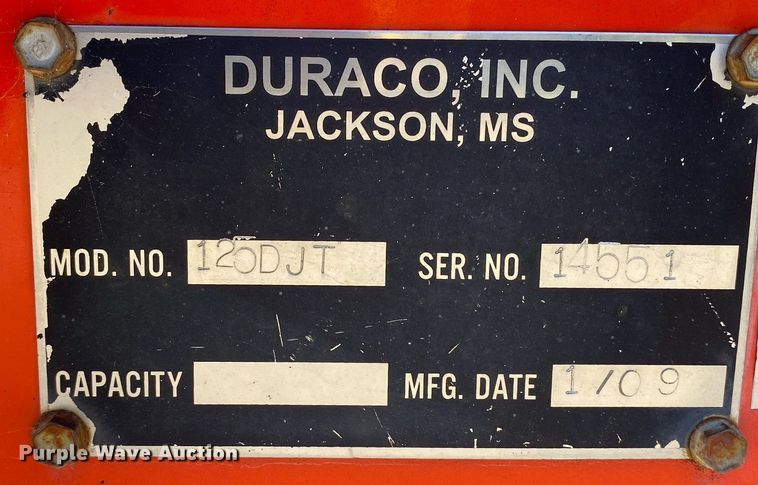 DURACO, INC.
JACKSON, MS
MOD. NO. 125DJT SER. NO. 14551
CAPACITY MFG. DATE 1/09
Purple Wave Auction